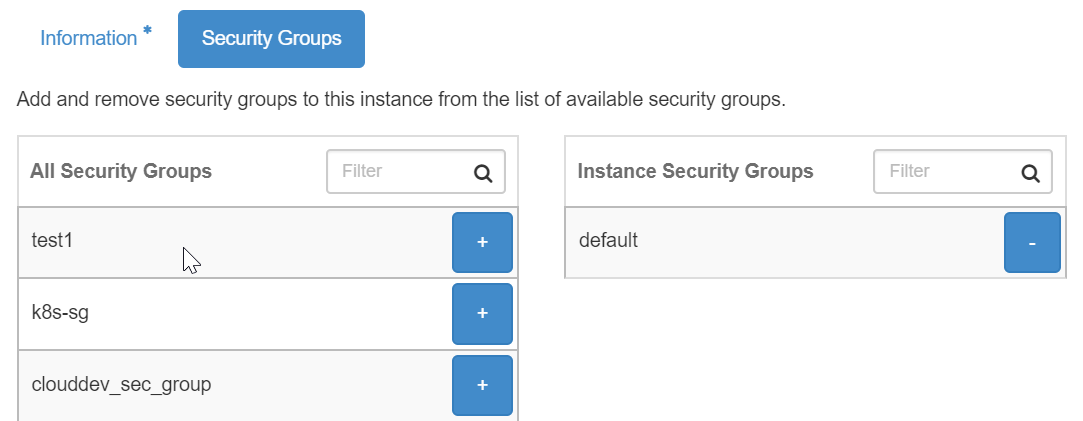 Information * Security Groups
Add and remove security groups to this instance from the list of available security groups.
All Security Groups Filter
test1 +
k8s-sg +
clouddev_sec_group +
Instance Security Groups Filter
default -